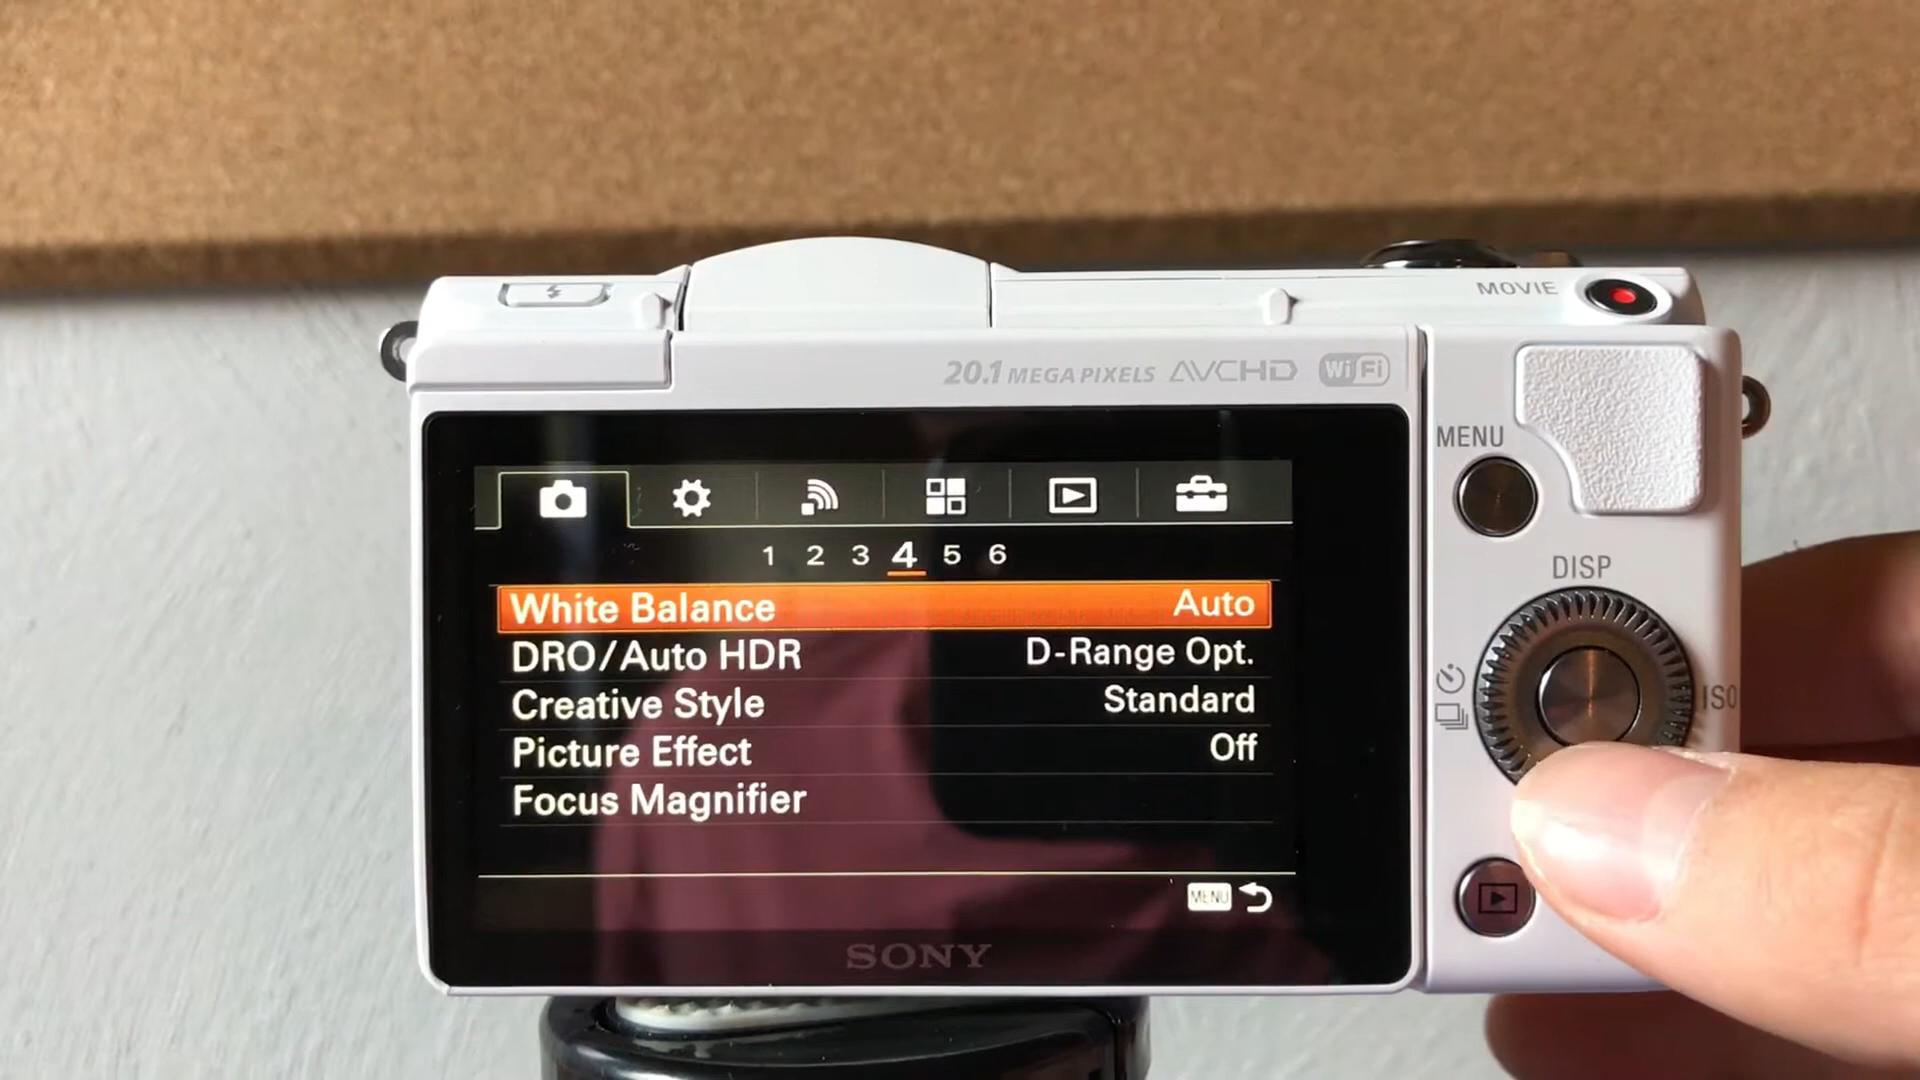 MOVIE
20.1 MEGA PIXELS AVCHD WiFi
MENU
DISP
ISO
1 2 3 4 5 6
White Balance Auto
DRO/Auto HDR D-Range Opt.
Creative Style Standard
Picture Effect Off
Focus Magnifier
MENU
SONY